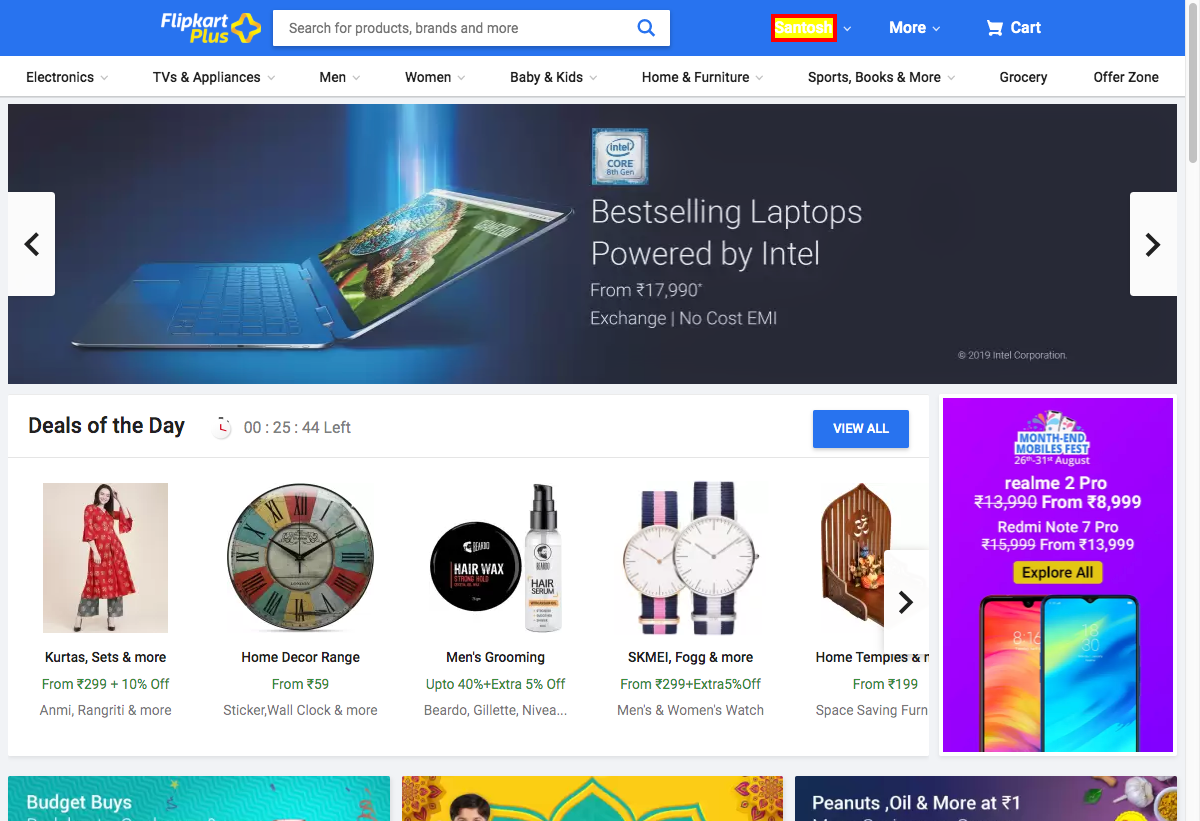 Flipkart
Plus
Search for products, brands and more
Santosh
More
Cart
Electronics
TVs & Appliances
Men
Women
Baby & Kids
Home & Furniture
Sports, Books & More
Grocery
Offer Zone
intel
CORE
8th Gen
Bestselling Laptops
Powered by Intel
From ₹17,990*
Exchange | No Cost EMI
© 2019 Intel Corporation.
Deals of the Day
00 : 25 : 44 Left
VIEW ALL
BEARDO
HAIR WAX
STRONG HOLD
BEARDO
HAIR
SERUM
Kurtas, Sets & more
From ₹299 + 10% Off
Anmi, Rangriti & more
Home Decor Range
From ₹59
Sticker,Wall Clock & more
Men's Grooming
Upto 40%+Extra 5% Off
Beardo, Gillette, Nivea...
SKMEI, Fogg & more
From ₹299+Extra5%Off
Men's & Women's Watch
Home Temples &
From ₹199
Space Saving Furn
MONTH-END
MOBILES FEST
26th-31st August
realme 2 Pro
₹13,990 From ₹8,999
Redmi Note 7 Pro
₹15,999 From ₹13,999
Explore All
8:16
18
30
Budget Buys
Peanuts ,Oil & More at ₹1